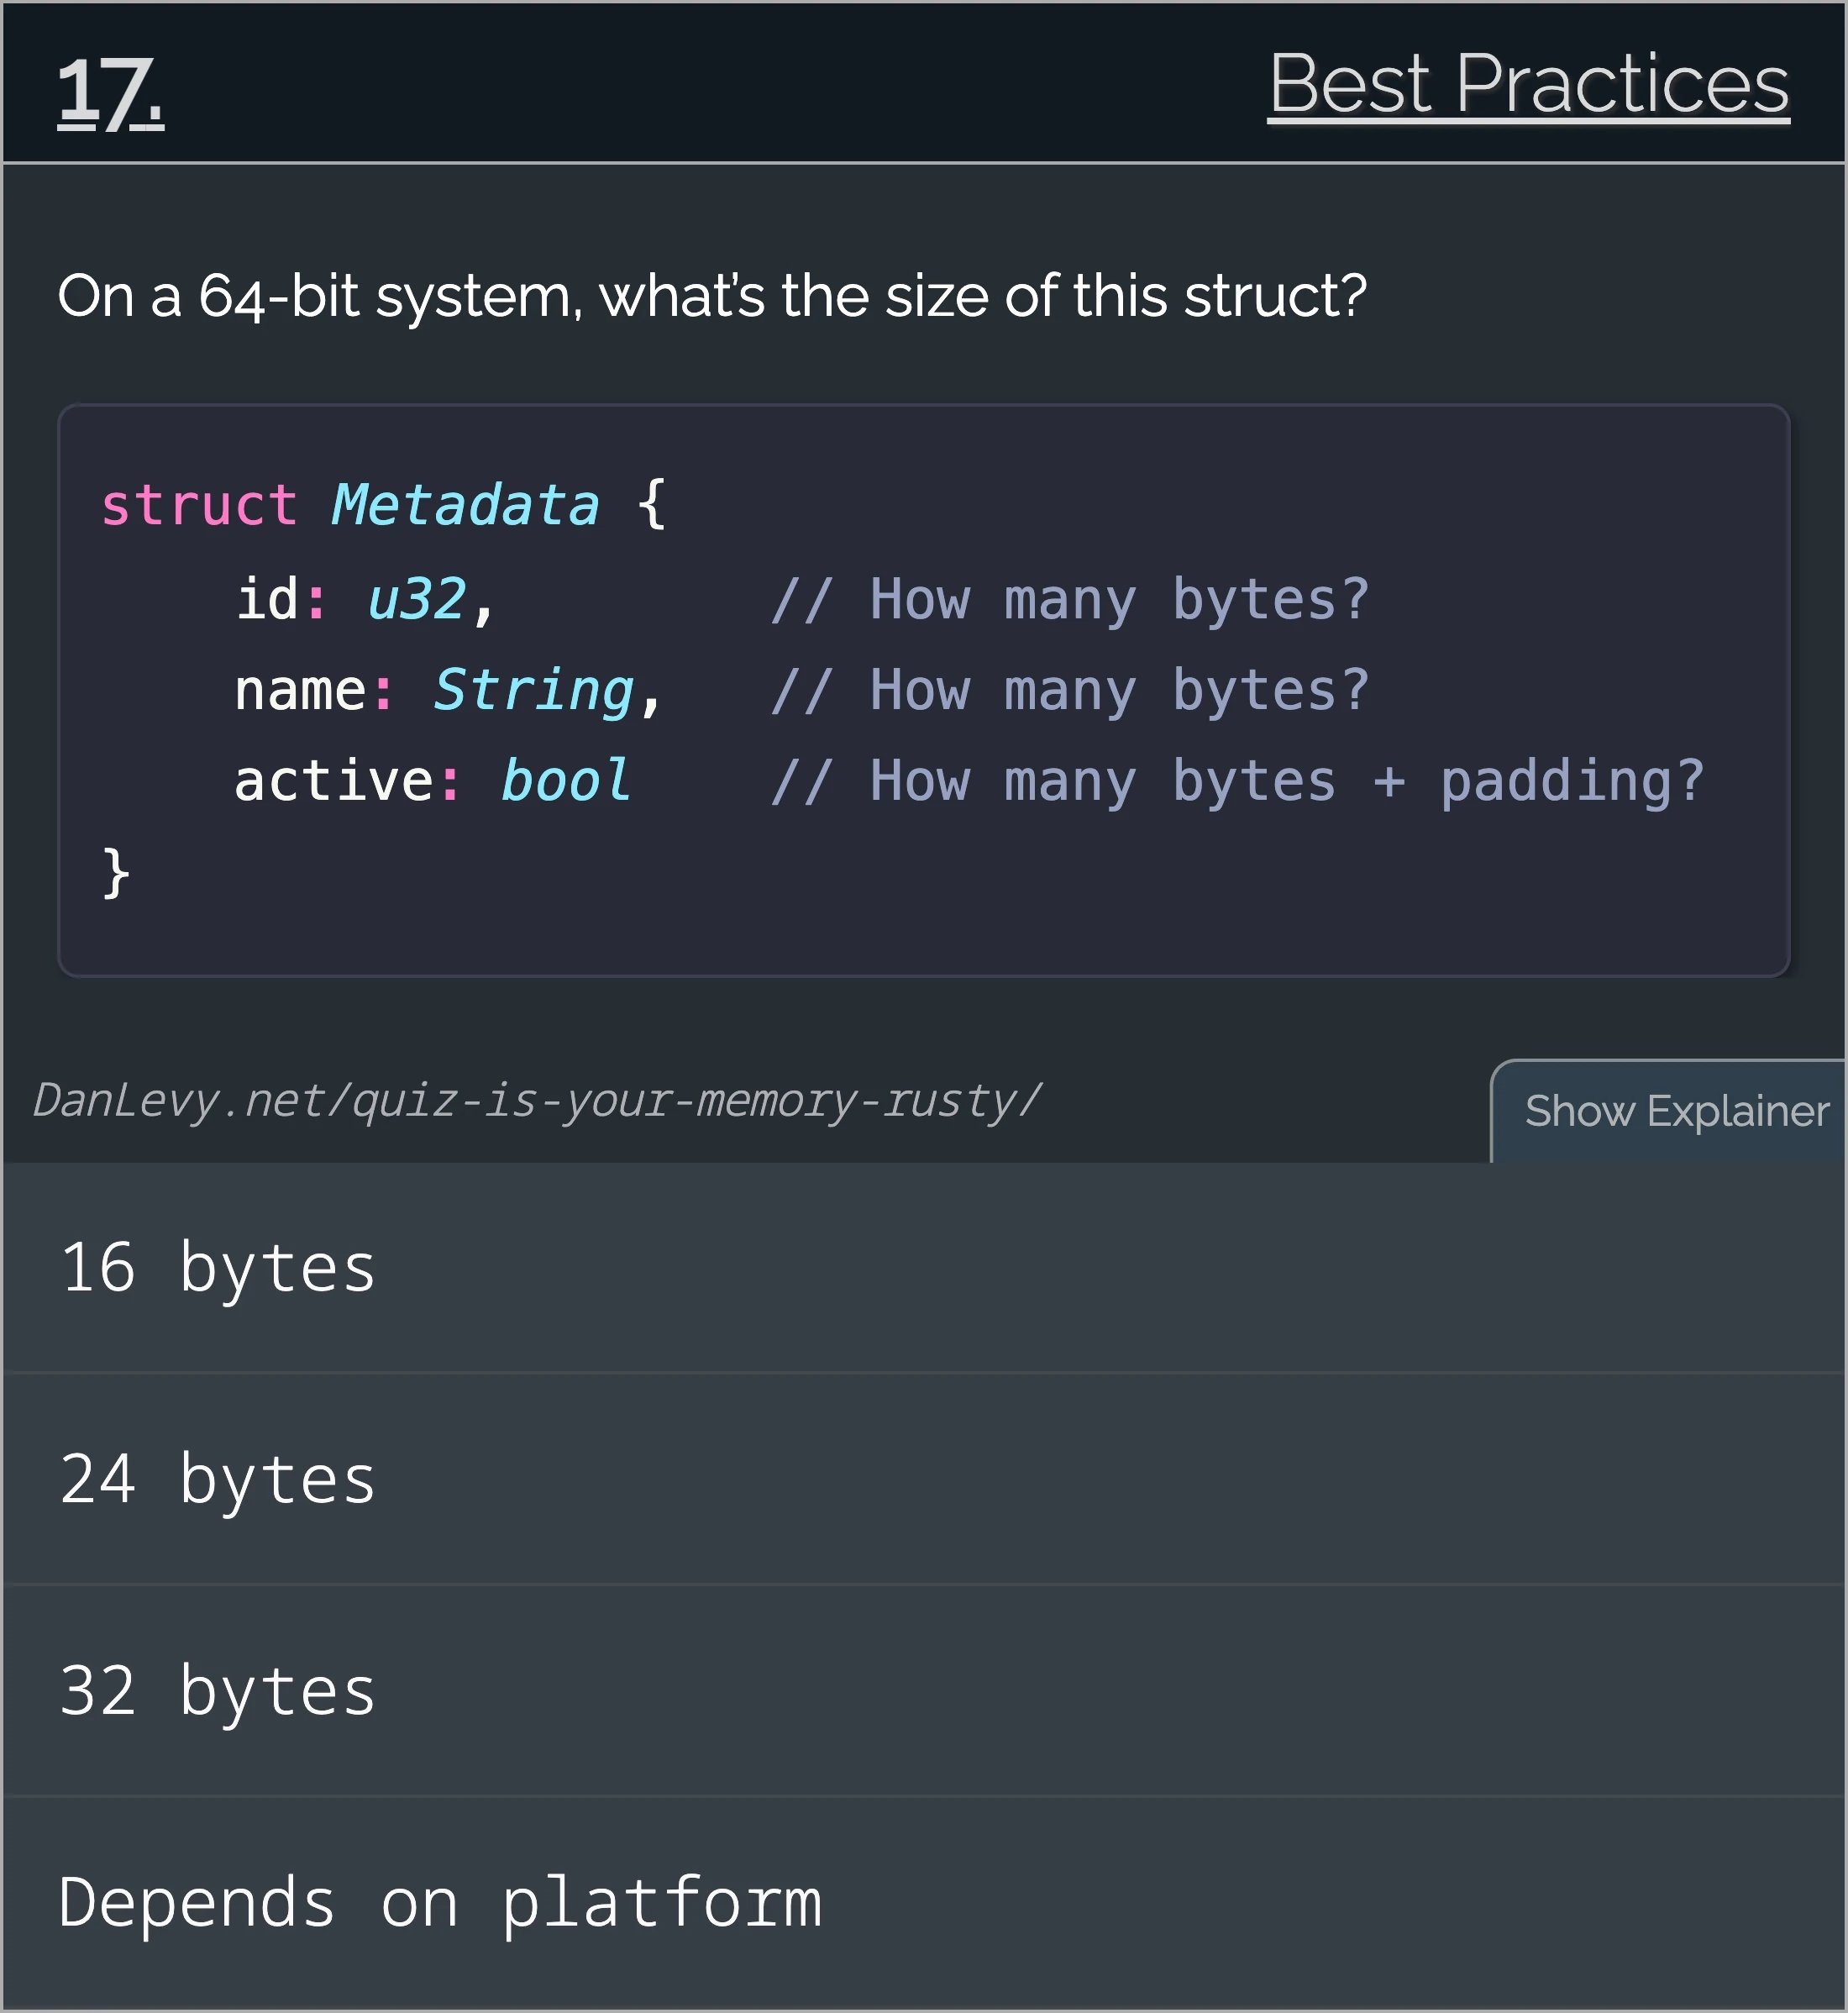 17.
Best Practices
On a 64-bit system, what's the size of this struct?
struct Metadata {
    id: u32,        // How many bytes?
    name: String,   // How many bytes?
    active: bool    // How many bytes + padding?
}
DanLevy.net/quiz-is-your-memory-rusty/
Show Explainer
16 bytes
24 bytes
32 bytes
Depends on platform